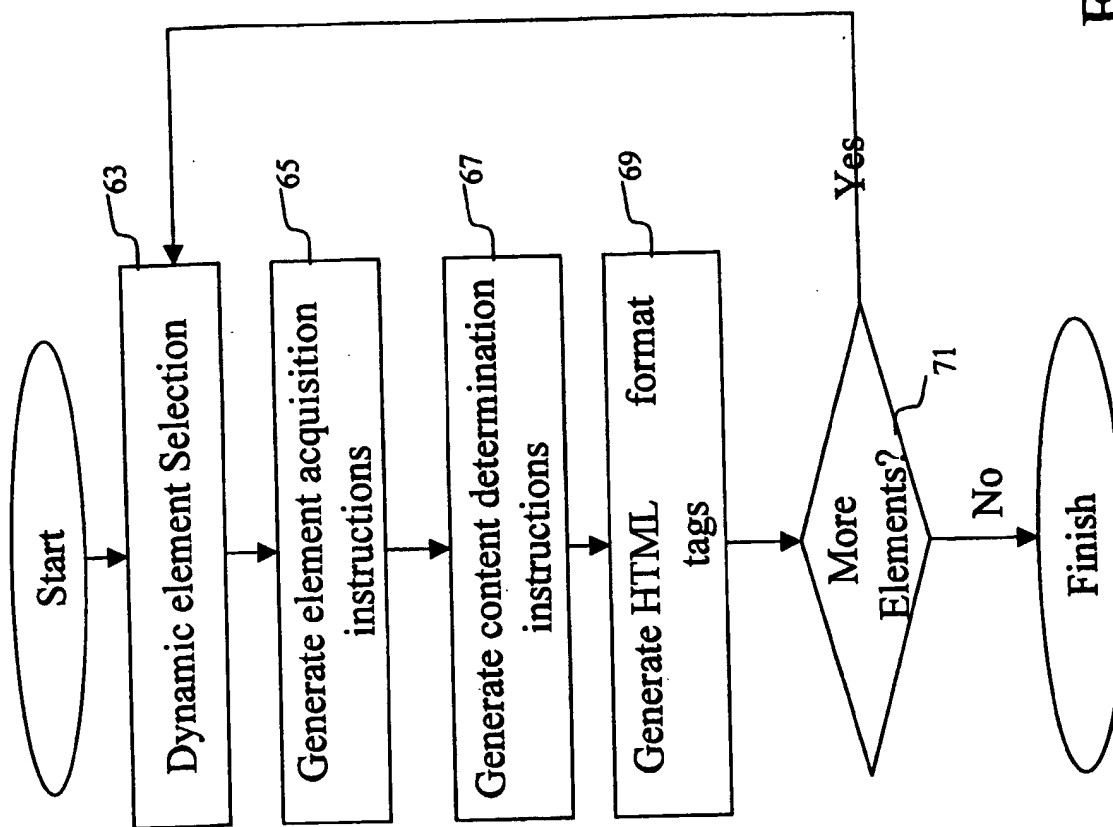 Start
63
Dynamic element Selection
65
Generate element acquisition
instructions
67
Generate content determination
instructions
69
Generate HTML format
tags
More
Elements?
71
Yes
No
Finish